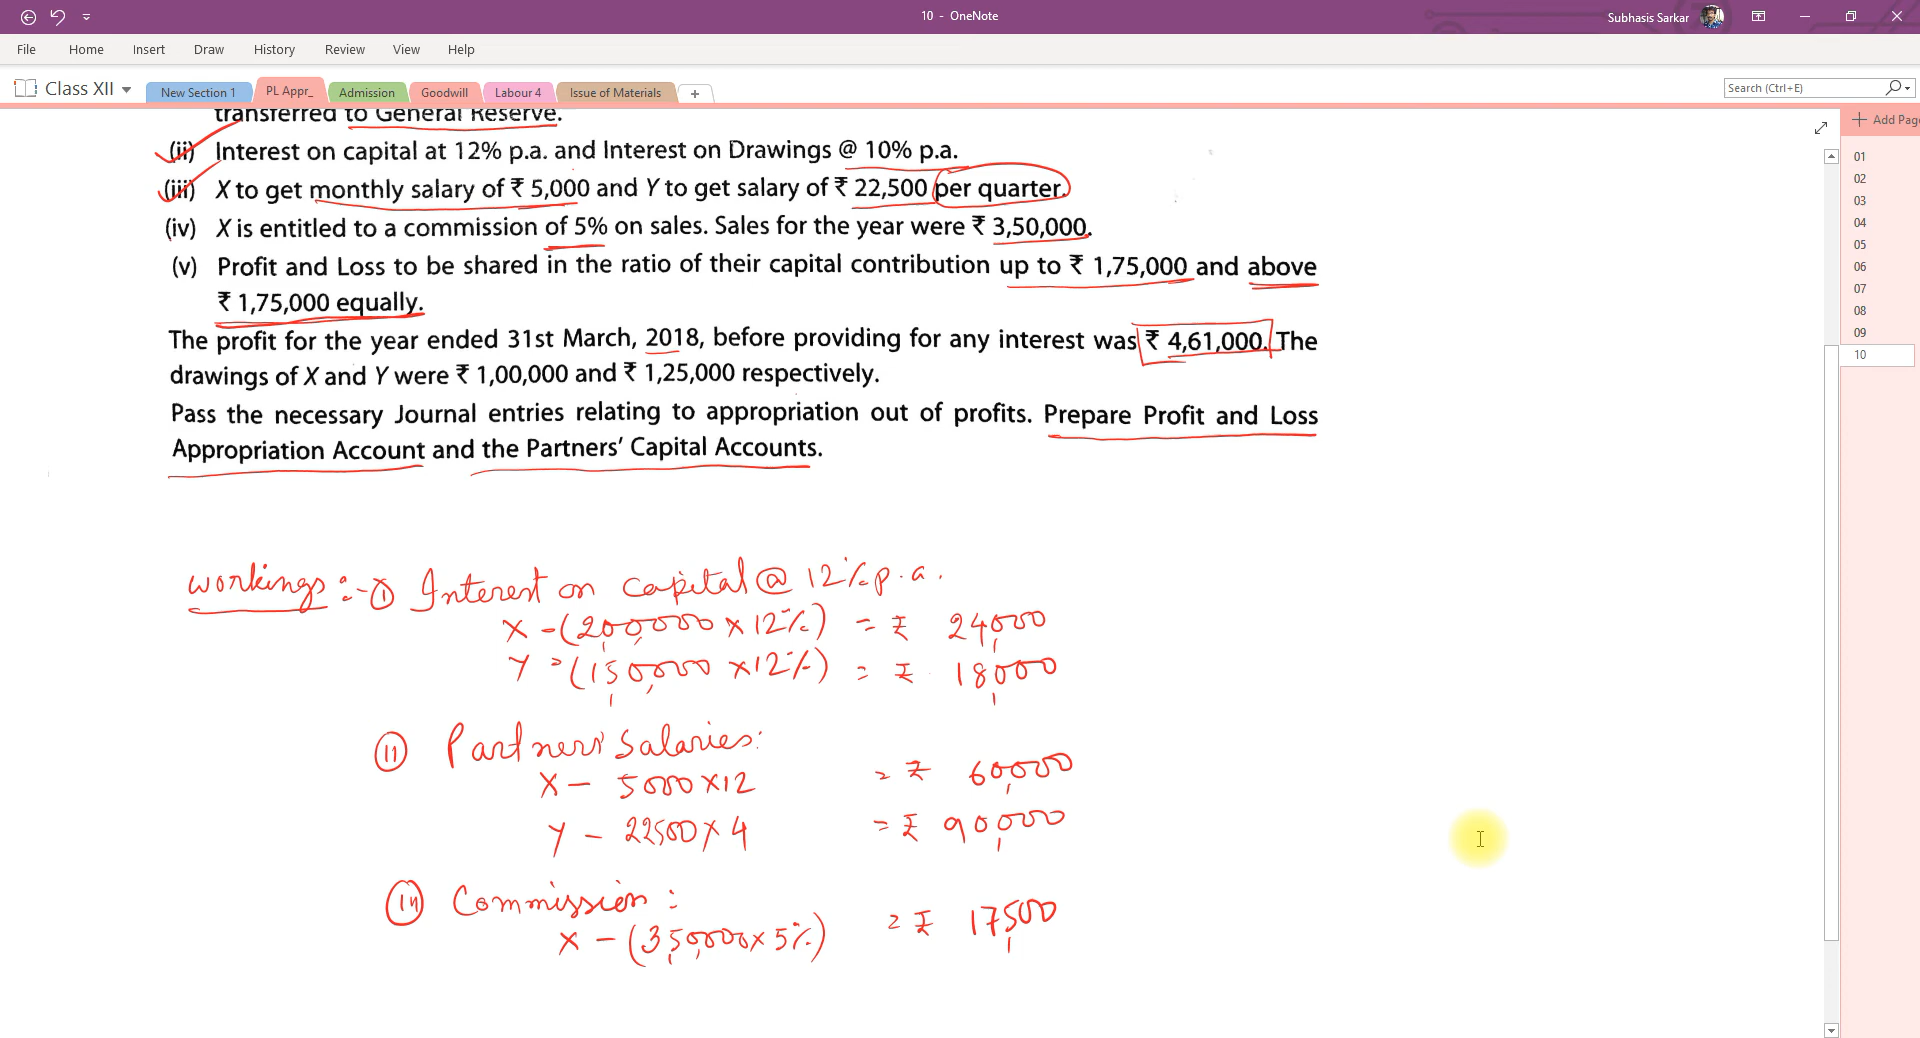 10 - OneNote
Subhasis Sarkar
File Home Insert Draw History Review View Help
Class XII New Section 1 PL Appr_ Admission Goodwill Labour 4 Issue of Materials +
Search (Ctrl+E)
Add Pag
01
02
03
04
05
06
07
08
09
10
transferred to General Reserve.
(ii) Interest on capital at 12% p.a. and Interest on Drawings @ 10% p.a.
(iii) X to get monthly salary of ₹ 5,000 and Y to get salary of ₹ 22,500 per quarter.
(iv) X is entitled to a commission of 5% on sales. Sales for the year were ₹ 3,50,000.
(v) Profit and Loss to be shared in the ratio of their capital contribution up to ₹ 1,75,000 and above
₹ 1,75,000 equally.
The profit for the year ended 31st March, 2018, before providing for any interest was ₹ 4,61,000. The
drawings of X and Y were ₹ 1,00,000 and ₹ 1,25,000 respectively.
Pass the necessary Journal entries relating to appropriation out of profits. Prepare Profit and Loss
Appropriation Account and the Partners' Capital Accounts.
Workings :- (i) Interest on capital @ 12% p.a.
X - (2,00,000 × 12%) = ₹ 24,000
Y = (1,50,000 × 12%) = ₹ 18,000
(ii) Partners' Salaries:
X - 5000 × 12 = ₹ 60,000
Y - 22500 × 4 = ₹ 90,000
(iii) Commission :
X - (3,50,000 × 5%) = ₹ 17,500